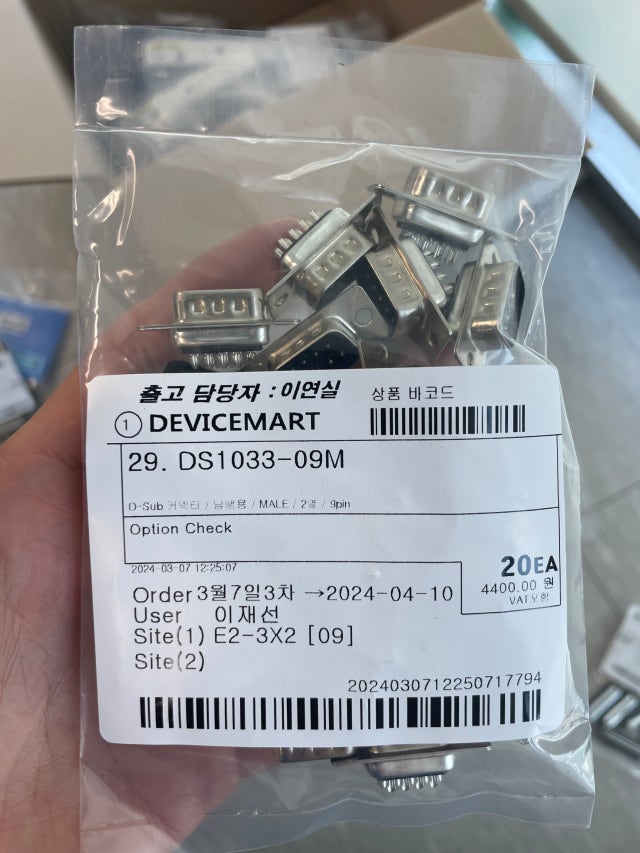 출고 담당자 : 이연실
상품 바코드
① DEVICEMART
29. DS1033-09M
D-Sub 커넥터 / 납땜용 / MALE / 2열 / 9pin
Option Check
2024-03-07 12:25:07
20EA
4400.00 원
VAT포함
Order 3월7일3차 →2024-04-10
User 이재선
Site(1) E2-3X2 [09]
Site(2)
2024030712250717794